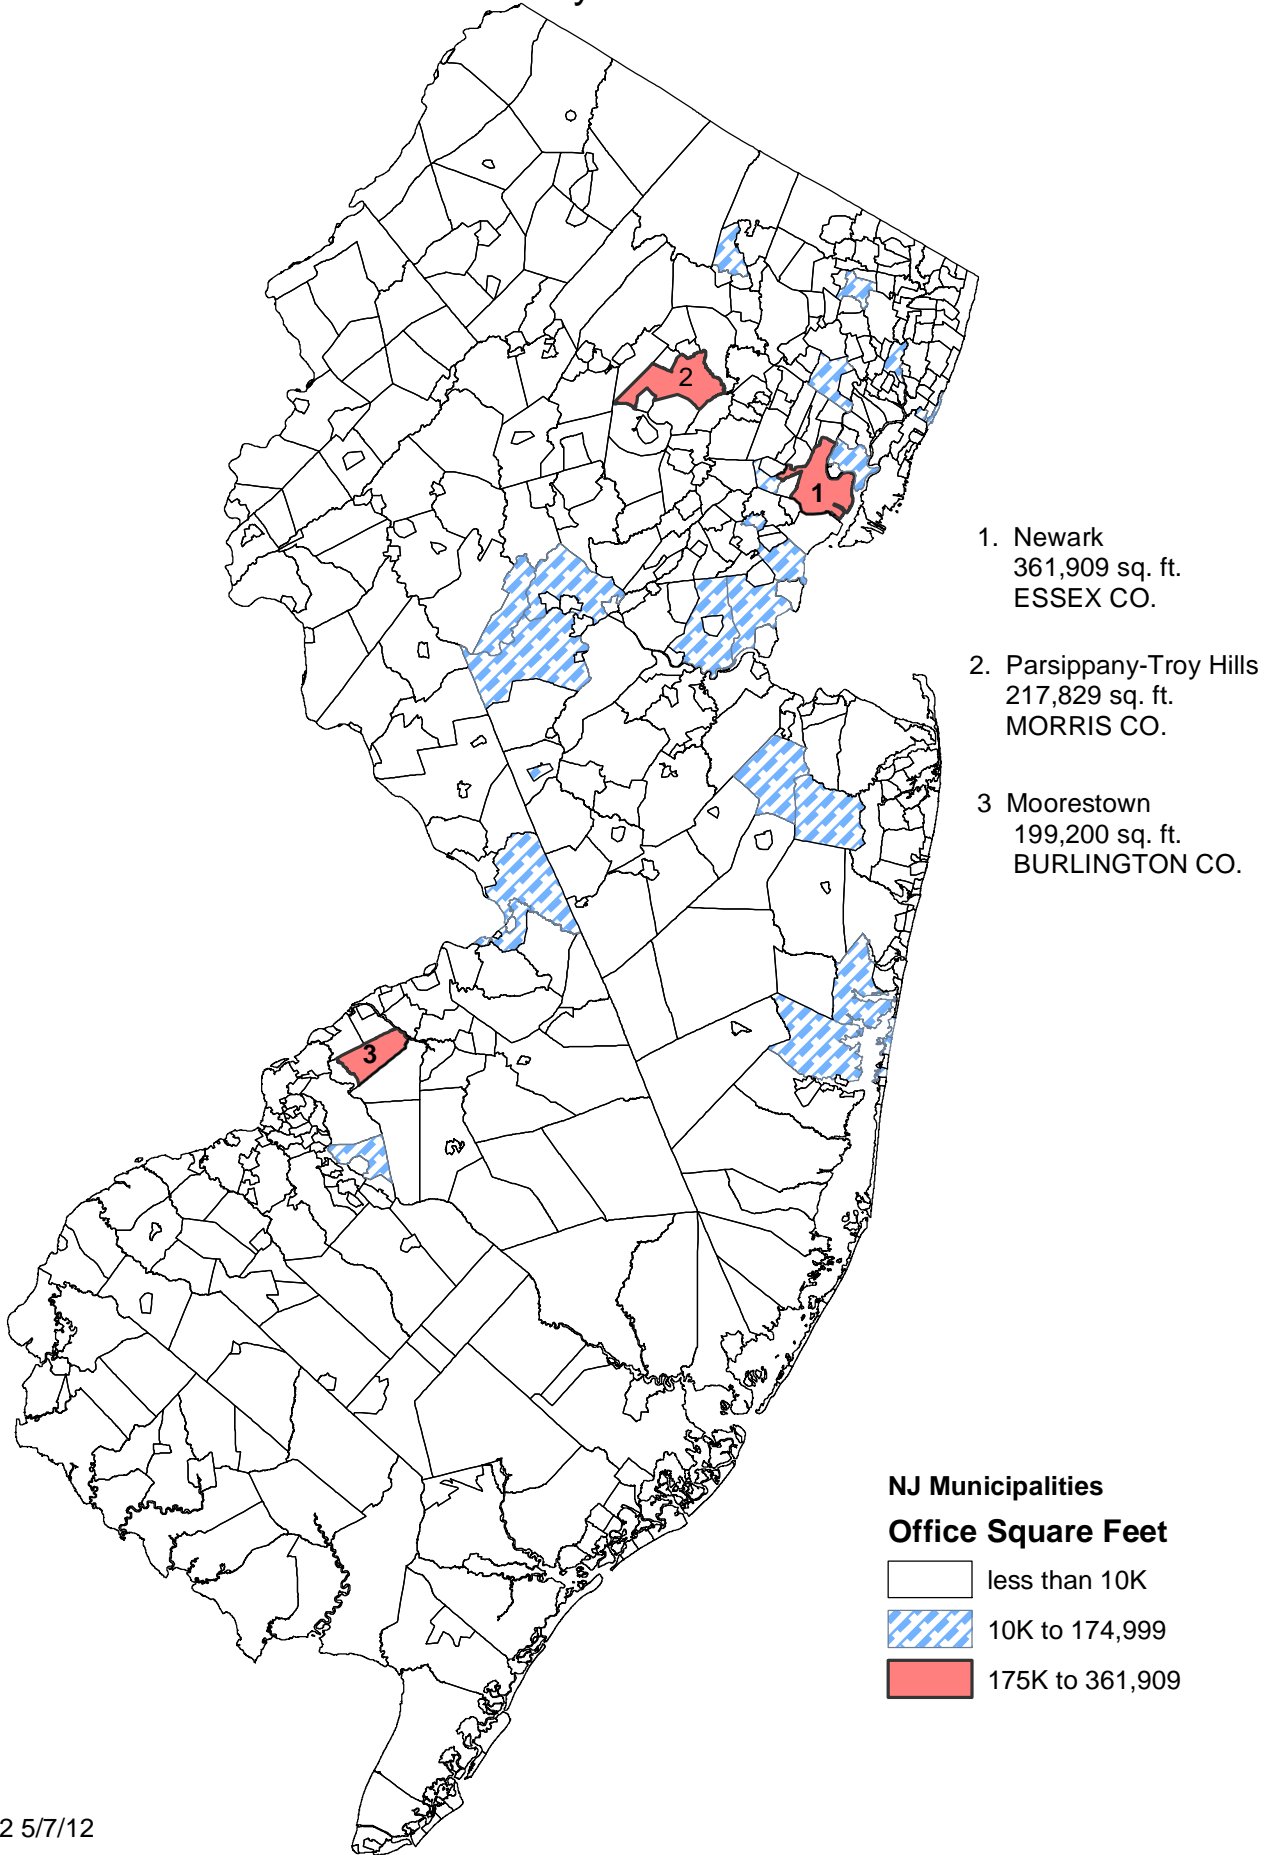 2
1
3
1. Newark
361,909 sq. ft.
ESSEX CO.
2. Parsippany-Troy Hills
217,829 sq. ft.
MORRIS CO.
3 Moorestown
199,200 sq. ft.
BURLINGTON CO.
NJ Municipalities
Office Square Feet
less than 10K
10K to 174,999
175K to 361,909
2 5/7/12